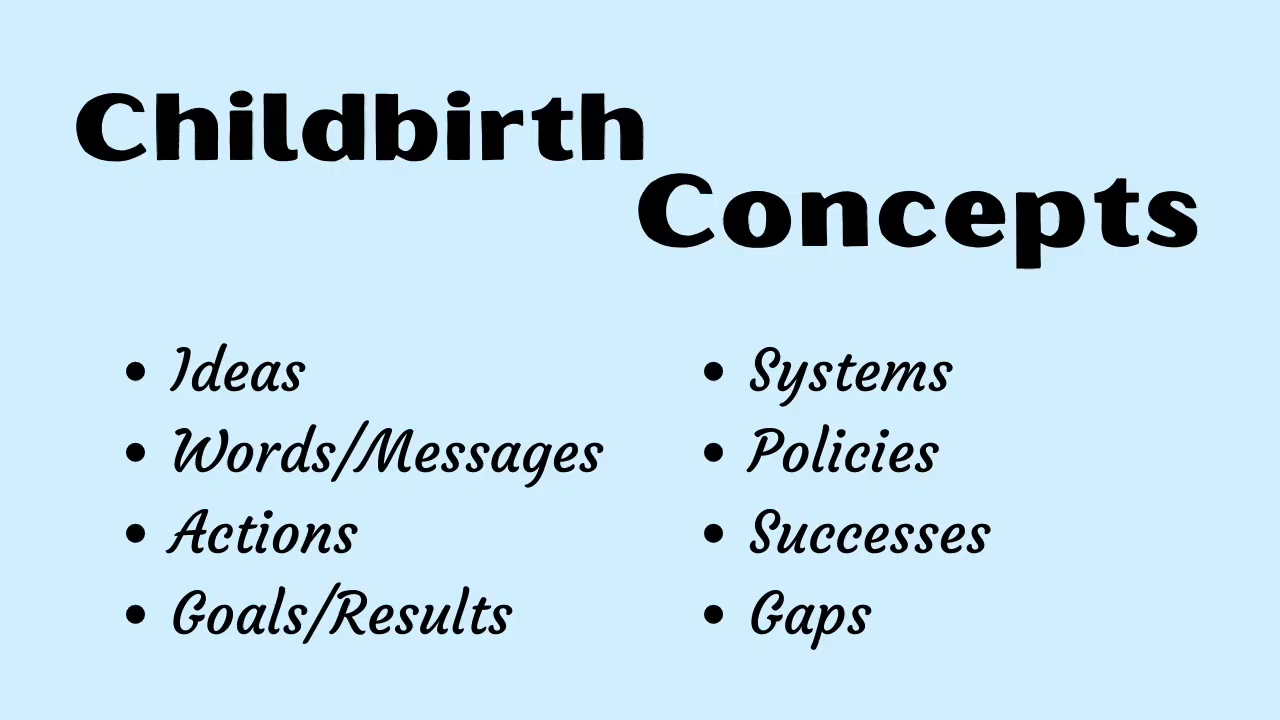 Childbirth
Concepts
• Ideas
• Words/Messages
• Actions
• Goals/Results
• Systems
• Policies
• Successes
• Gaps